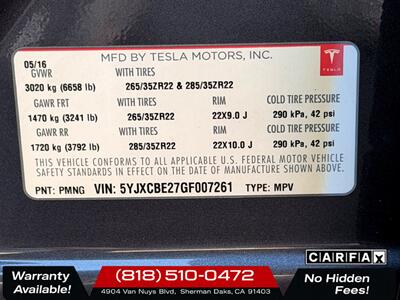 MFD BY TESLA MOTORS, INC.
05/16
GVWR WITH TIRES
3020 kg (6658 lb) 265/35ZR22 & 285/35ZR22
GAWR FRT WITH TIRES RIM COLD TIRE PRESSURE
1470 kg (3241 lb) 265/35ZR22 22X9.0 J 290 kPa, 42 psi
GAWR RR WITH TIRES RIM COLD TIRE PRESSURE
1720 kg (3792 lb) 285/35ZR22 22X10.0 J 290 kPa, 42 psi
THIS VEHICLE CONFORMS TO ALL APPLICABLE U.S. FEDERAL MOTOR VEHICLE
SAFETY STANDARDS IN EFFECT ON THE DATE OF MANUFACTURE SHOWN ABOVE.
PNT: PMNG VIN: 5YJXCBE27GF007261 TYPE: MPV
TESLA
CARFAX
Warranty
Available!
(818) 510-0472
4904 Van Nuys Blvd, Sherman Oaks, CA 91403
No Hidden
Fees!